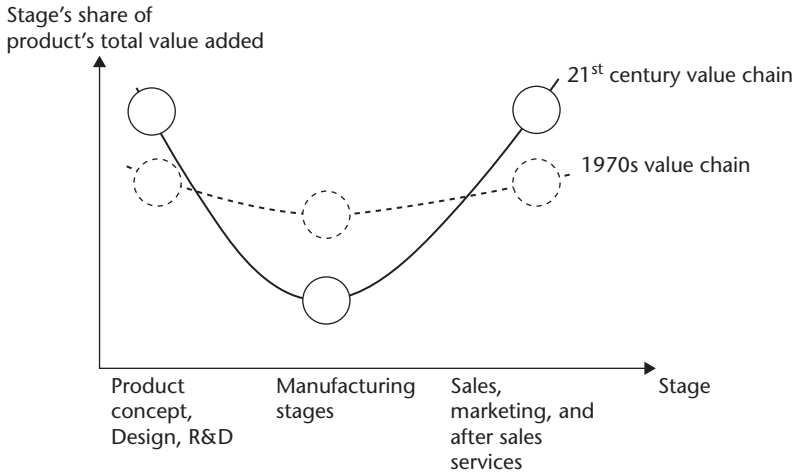 Stage’s share of
product’s total value added
21st century value chain
1970s value chain
Product
concept,
Design, R&D
Manufacturing
stages
Sales,
marketing, and
after sales
services
Stage